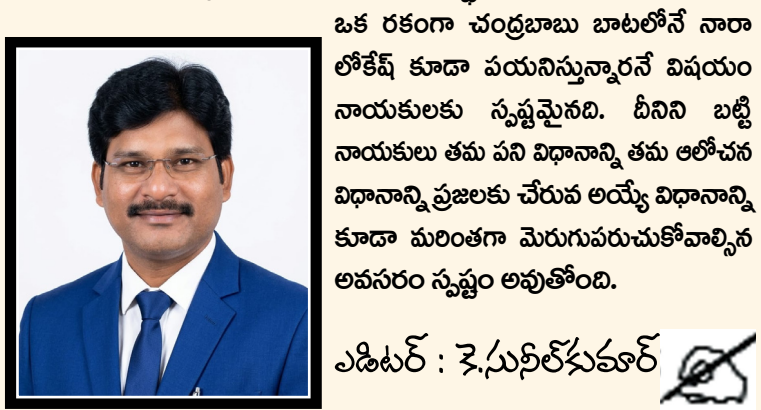 ఒక రకంగా చంద్రబాబు బాటలోనే నారా
లోకేష్ కూడా పయనిస్తున్నారనే విషయం
నాయకులకు స్పష్టమైనది. దీనిని బట్టి
నాయకులు తమ పని విధానాన్ని తమ ఆలోచన
విధానాన్ని ప్రజలకు చేరువ అయ్యే విధానాన్ని
కూడా మరింతగా మెరుగుపరుచుకోవాల్సిన
అవసరం స్పష్టం అవుతోంది.
ఎడిటర్ : కె.సునీల్‌కుమార్